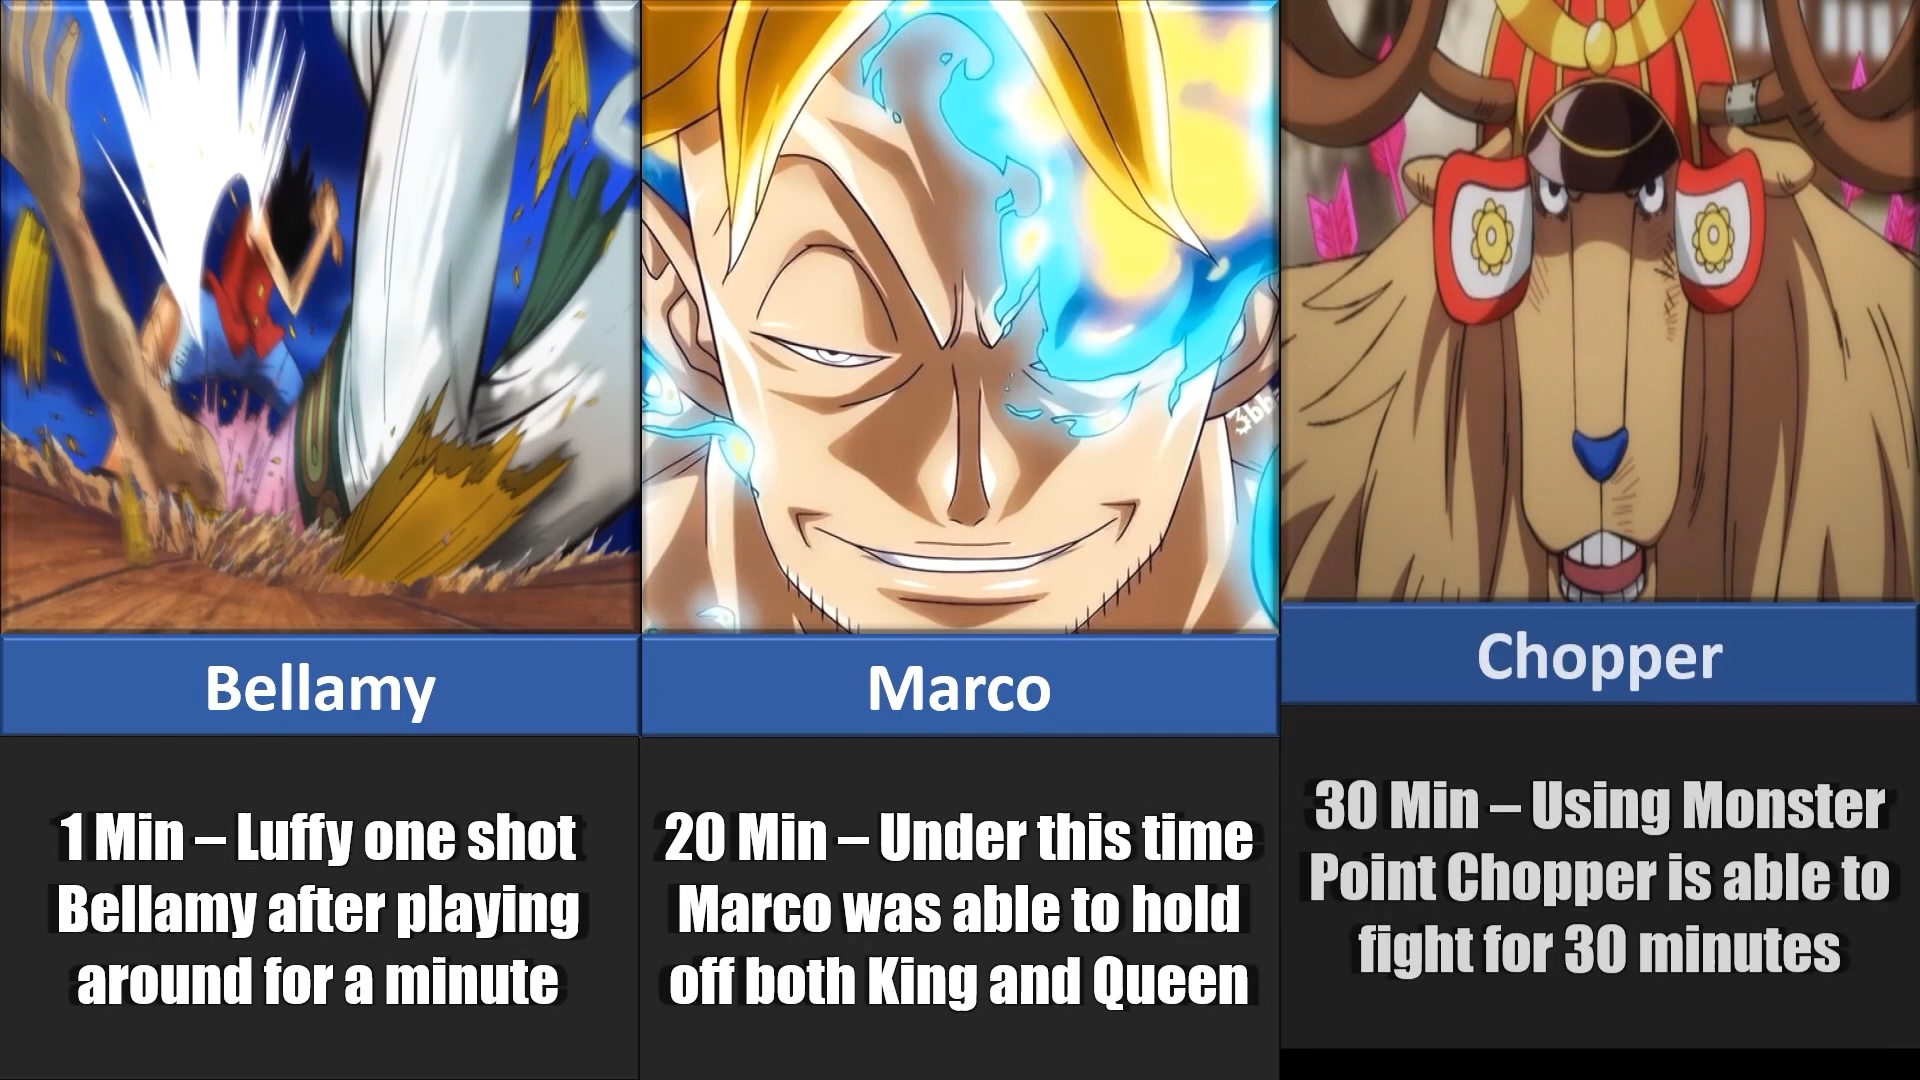 3bb
Bellamy
Marco
Chopper
1 Min – Luffy one shot
Bellamy after playing
around for a minute
20 Min – Under this time
Marco was able to hold
off both King and Queen
30 Min – Using Monster
Point Chopper is able to
fight for 30 minutes